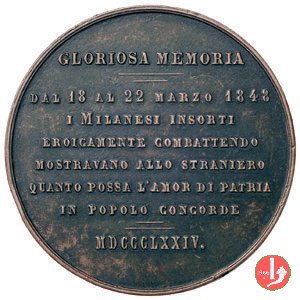 GLORIOSA MEMORIA
DAL 18 AL 22 MARZO 1848
I MILANESI INSORTI
EROICAMENTE COMBATTENDO
MOSTRAVANO ALLO STRANIERO
QUANTO POSSA L'AMOR DI PATRIA
IN POPOLO CONCORDE
MDCCCLXXIV.